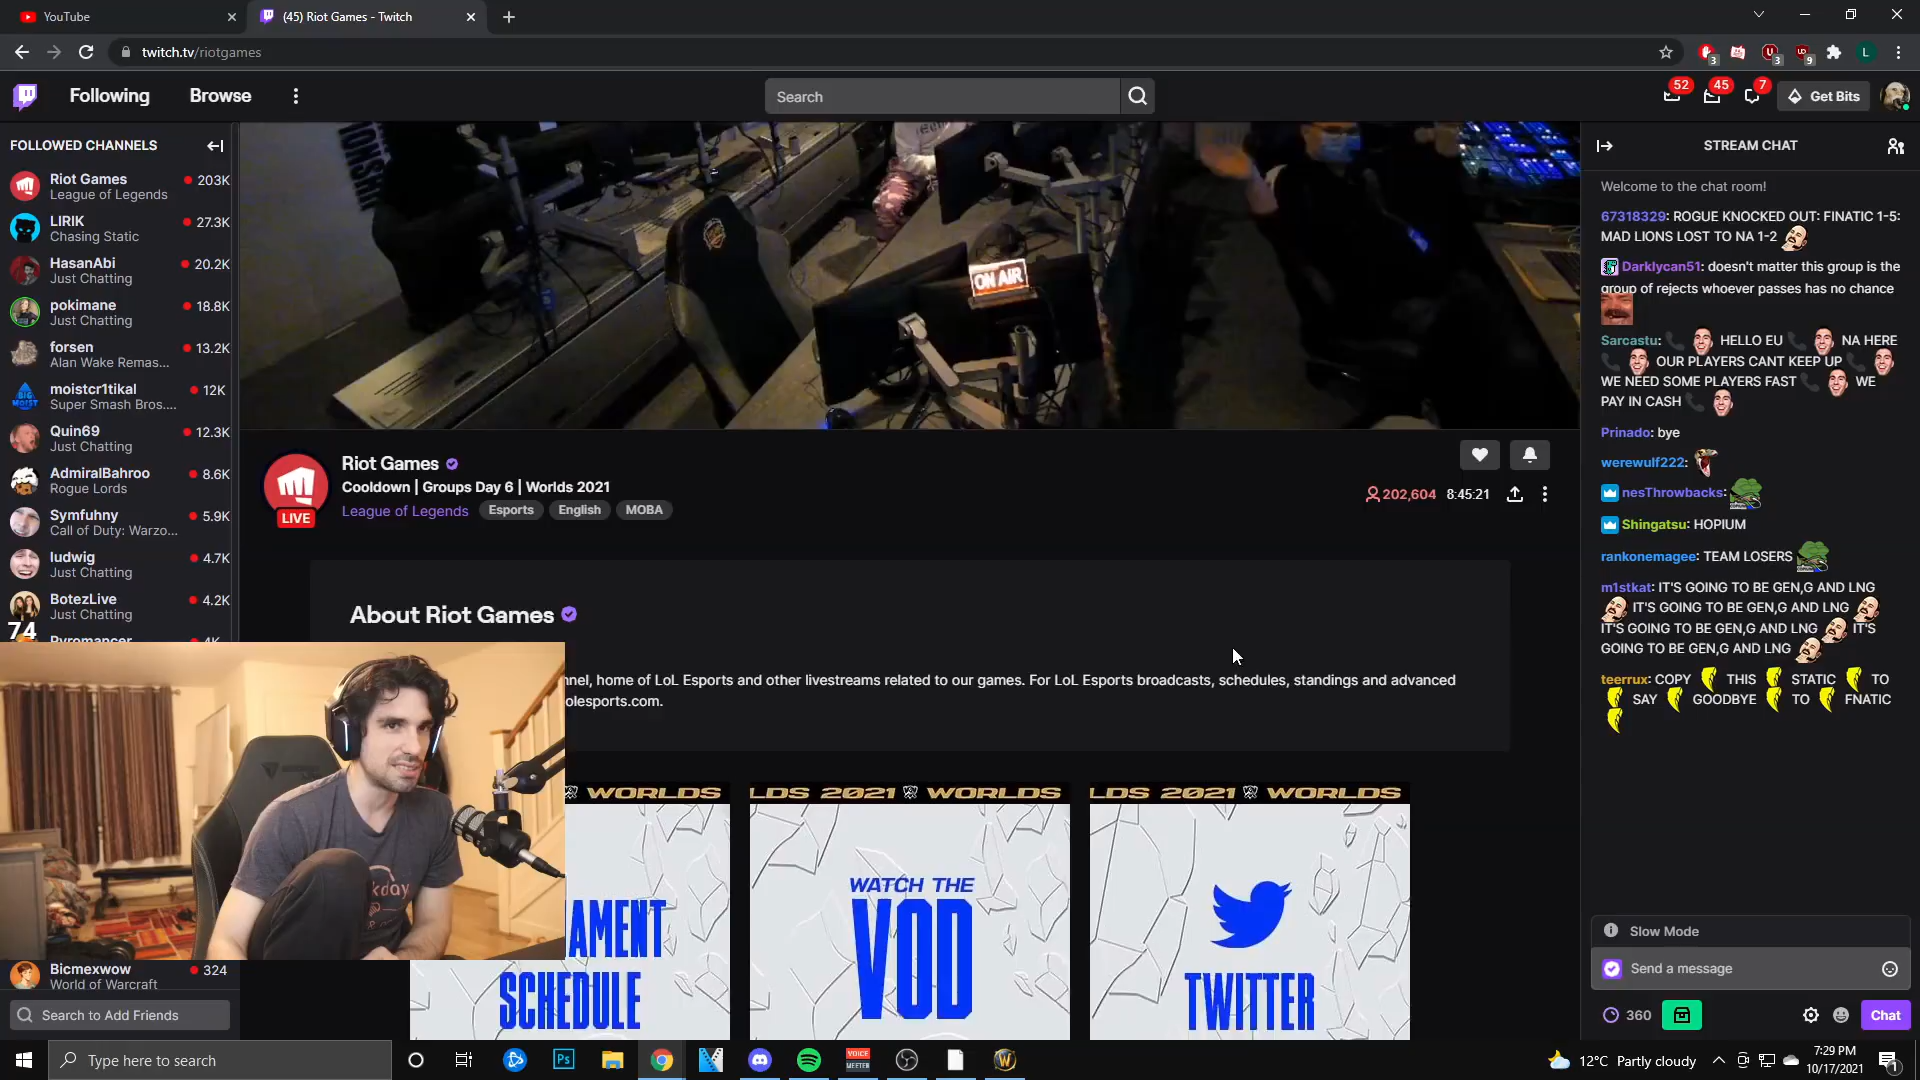 YouTube
(45) Riot Games - Twitch
twitch.tv/riotgames
3
3
9
L
Following
Browse
Search
52
45
7
Get Bits
FOLLOWED CHANNELS
Riot Games
203K
League of Legends
LIRIK
27.3K
Chasing Static
HasanAbi
20.2K
Just Chatting
pokimane
18.8K
Just Chatting
forsen
13.2K
Alan Wake Remas...
moistcr1tikal
12K
Super Smash Bros....
Quin69
12.3K
Just Chatting
AdmiralBahroo
8.6K
Rogue Lords
Symfuhny
5.9K
Call of Duty: Warzo...
ludwig
4.7K
Just Chatting
BotezLive
4.2K
Just Chatting
74
Pyromancer
4K
Bicmexwow
324
World of Warcraft
Search to Add Friends
ON AIR
Riot Games
Cooldown | Groups Day 6 | Worlds 2021
League of Legends
Esports
English
MOBA
LIVE
202,604
8:45:21
About Riot Games
nnel, home of LoL Esports and other livestreams related to our games. For LoL Esports broadcasts, schedules, standings and advanced
olesports.com.
WORLDS
LDS 2021 WORLDS
LDS 2021 WORLDS
AMENT
SCHEDULE
WATCH THE
VOD
TWITTER
STREAM CHAT
Welcome to the chat room!
67318329: ROGUE KNOCKED OUT: FINATIC 1-5:
MAD LIONS LOST TO NA 1-2
Darklycan51: doesn't matter this group is the
group of rejects whoever passes has no chance
Sarcastu: HELLO EU NA HERE
OUR PLAYERS CANT KEEP UP
WE NEED SOME PLAYERS FAST WE
PAY IN CASH
Prinado: bye
werewulf222:
nesThrowbacks:
Shingatsu: HOPIUM
rankonemagee: TEAM LOSERS
m1stkat: IT'S GOING TO BE GEN,G AND LNG
IT'S GOING TO BE GEN,G AND LNG
IT'S GOING TO BE GEN,G AND LNG IT'S
GOING TO BE GEN,G AND LNG
teerrux: COPY THIS STATIC TO
SAY GOODBYE TO FNATIC
Slow Mode
Send a message
360
Chat
Type here to search
Ps
VOICE
MEETER
12°C Partly cloudy
7:29 PM
10/17/2021
1